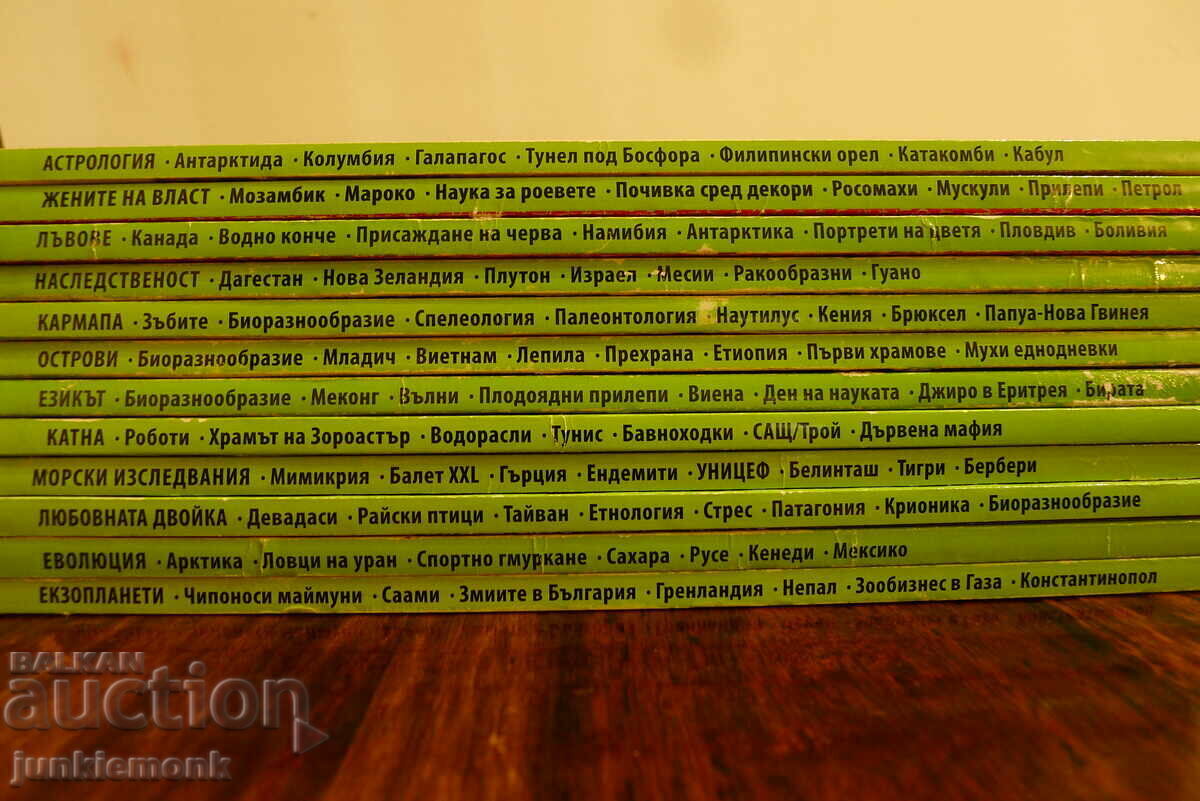 АСТРОЛОГИЯ · Антарктида · Колумбия · Галапагос · Тунел под Босфора · Филипински орел · Катакомби · Кабул
ЖЕНИТЕ НА ВЛАСТ · Мозамбик · Мароко · Наука за роевете · Почивка сред декори · Росомахи · Мускули · Прилепи · Петрол
ЛЪВОВЕ · Канада · Водно конче · Присаждане на черва · Намибия · Антарктика · Портрети на цветя · Пловдив · Боливия
НАСЛЕДСТВЕНОСТ · Дагестан · Нова Зеландия · Плутон · Израел · Месии · Ракообразни · Гуано
КАРМАПА · Зъбите · Биоразнообразие · Спелеология · Палеонтология · Наутилус · Кения · Брюксел · Папуа-Нова Гвинея
ОСТРОВИ · Биоразнообразие · Младич · Виетнам · Лепила · Прехрана · Етиопия · Първи храмове · Мухи еднодневки
ЕЗИКЪТ · Биоразнообразие · Меконг · Вълни · Плодоядни прилепи · Виена · Ден на науката · Джиро в Еритрея · Бирата
КАТНА · Роботи · Храмът на Зороастър · Водорасли · Тунис · Бавноходки · САЩ/Трой · Дървена мафия
МОРСКИ ИЗСЛЕДВАНИЯ · Мимикрия · Балет XXL · Гърция · Ендемити · УНИЦЕФ · Белинташ · Тигри · Бербери
ЛЮБОВНАТА ДВОЙКА · Девадаси · Райски птици · Тайван · Етнология · Стрес · Патагония · Крионика · Биоразнообразие
ЕВОЛЮЦИЯ · Арктика · Ловци на уран · Спортно гмуркане · Сахара · Русе · Кенеди · Мексико
ЕКЗОПЛАНЕТИ · Чипоноси маймуни · Саами · Змиите в България · Гренландия · Непал · Зообизнес в Газа · Константинопол
BALKAN
auction
junkiemonk